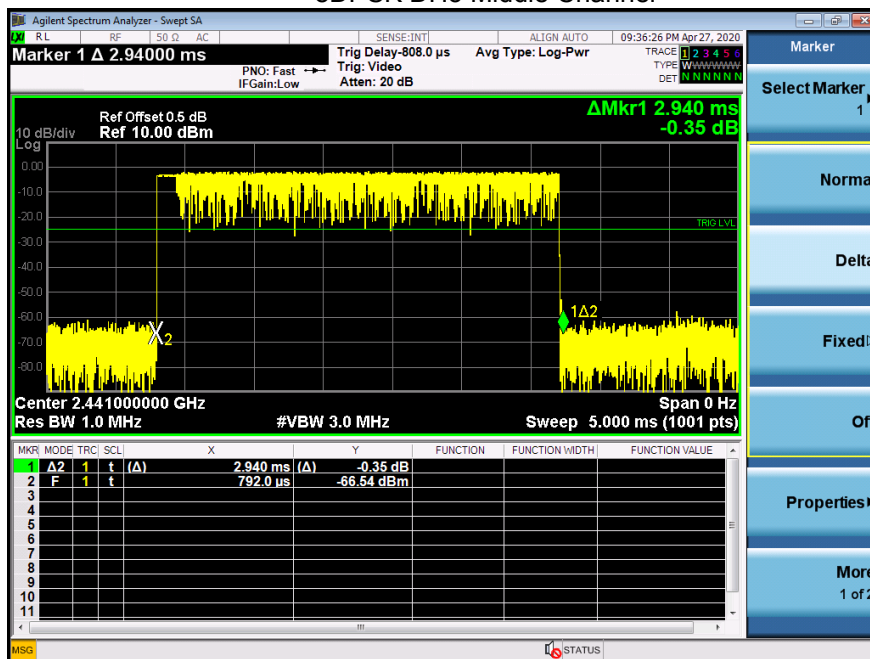 Agilent Spectrum Analyzer - Swept SA
LXI RL RF 50 Ω AC SENSE:INT ALIGN AUTO 09:36:26 PM Apr 27, 2020
Marker 1 Δ 2.94000 ms
PNO: Fast
IFGain:Low
Trig Delay-808.0 µs
Trig: Video
Atten: 20 dB
Avg Type: Log-Pwr
TRACE 1 2 3 4 5 6
TYPE WWWWWW
DET N N N N N N
ΔMkr1 2.940 ms
-0.35 dB
Ref Offset 0.5 dB
10 dB/div Ref 10.00 dBm
Log
0.00
-10.0
-20.0
TRIG LVL
-30.0
-40.0
-50.0
-60.0
1Δ2
2
-70.0
-80.0
Center 2.441000000 GHz Span 0 Hz
Res BW 1.0 MHz #VBW 3.0 MHz Sweep 5.000 ms (1001 pts)
MKR MODE TRC SCL X Y FUNCTION FUNCTION WIDTH FUNCTION VALUE
1 Δ2 1 t (Δ) 2.940 ms (Δ) -0.35 dB
2 F 1 t 792.0 µs -66.54 dBm
3
4
5
6
7
8
9
10
11
MSG STATUS
Marker
Select Marker
1
Norma
Delta
Fixed
Of
Properties
More
1 of 2